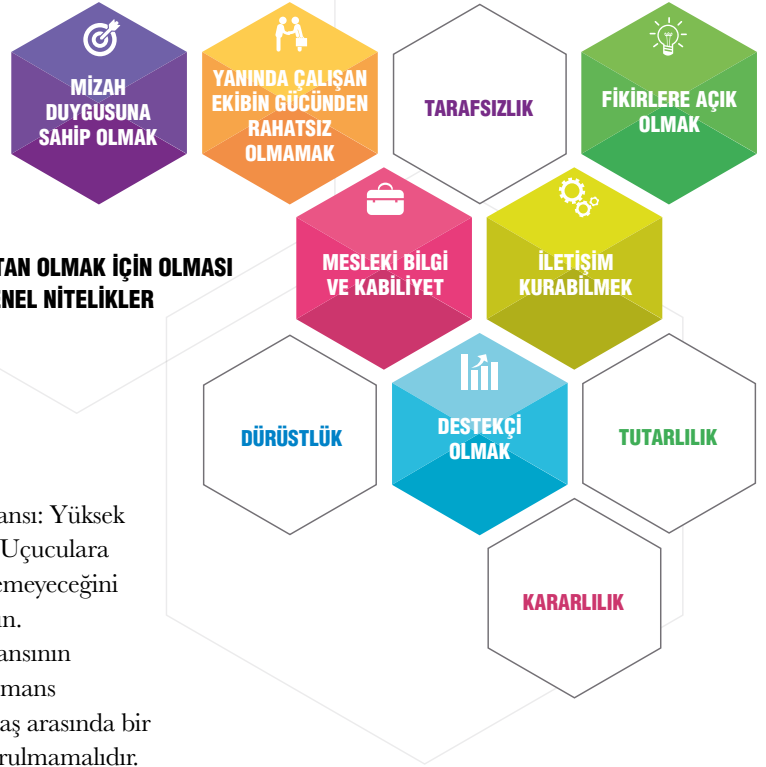 MİZAH
DUYGUSUNA
SAHİP OLMAK
YANINDA ÇALIŞAN
EKİBİN GÜCÜNDEN
RAHATSIZ
OLMAMAK
TARAFSIZLIK
FİKİRLERE AÇIK
OLMAK
TAN OLMAK İÇİN OLMASI
ENEL NİTELİKLER
MESLEKİ BİLGİ
VE KABİLİYET
İLETİŞİM
KURABİLMEK
DÜRÜSTLÜK
DESTEKÇİ
OLMAK
TUTARLILIK
KARARLILIK
ansı: Yüksek
Uçuculara
emeyeceğini
ın.
ansının
mans
aş arasında bir
rulmamalıdır.